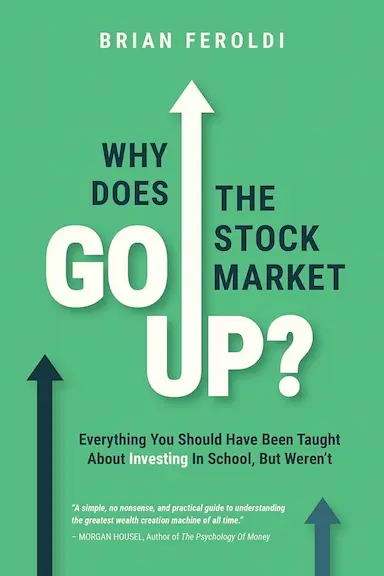 BRIAN FEROLDI
WHY
DOES
THE
STOCK
MARKET
GO
UP?
Everything You Should Have Been Taught
About Investing In School, But Weren't
"A simple, no nonsense, and practical guide to understanding
the greatest wealth creation machine of all time."
– MORGAN HOUSEL, Author of The Psychology Of Money